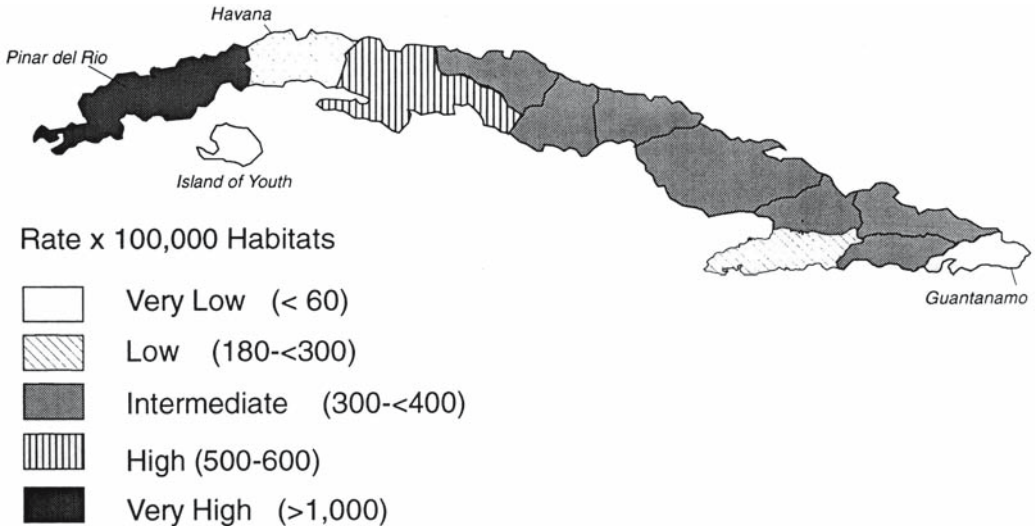 Havana
Pinar del Rio
Island of Youth
Guantanamo
Rate x 100,000 Habitats
Very Low (< 60)
Low (180-<300)
Intermediate (300-<400)
High (500-600)
Very High (>1,000)